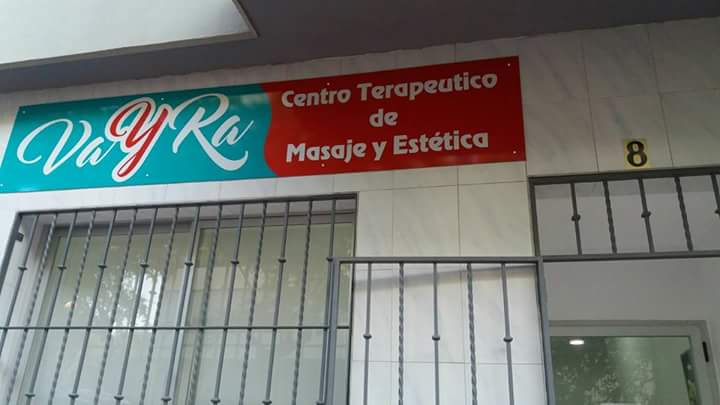 VaYRa
Centro Terapeutico
de
Masaje y Estética
8